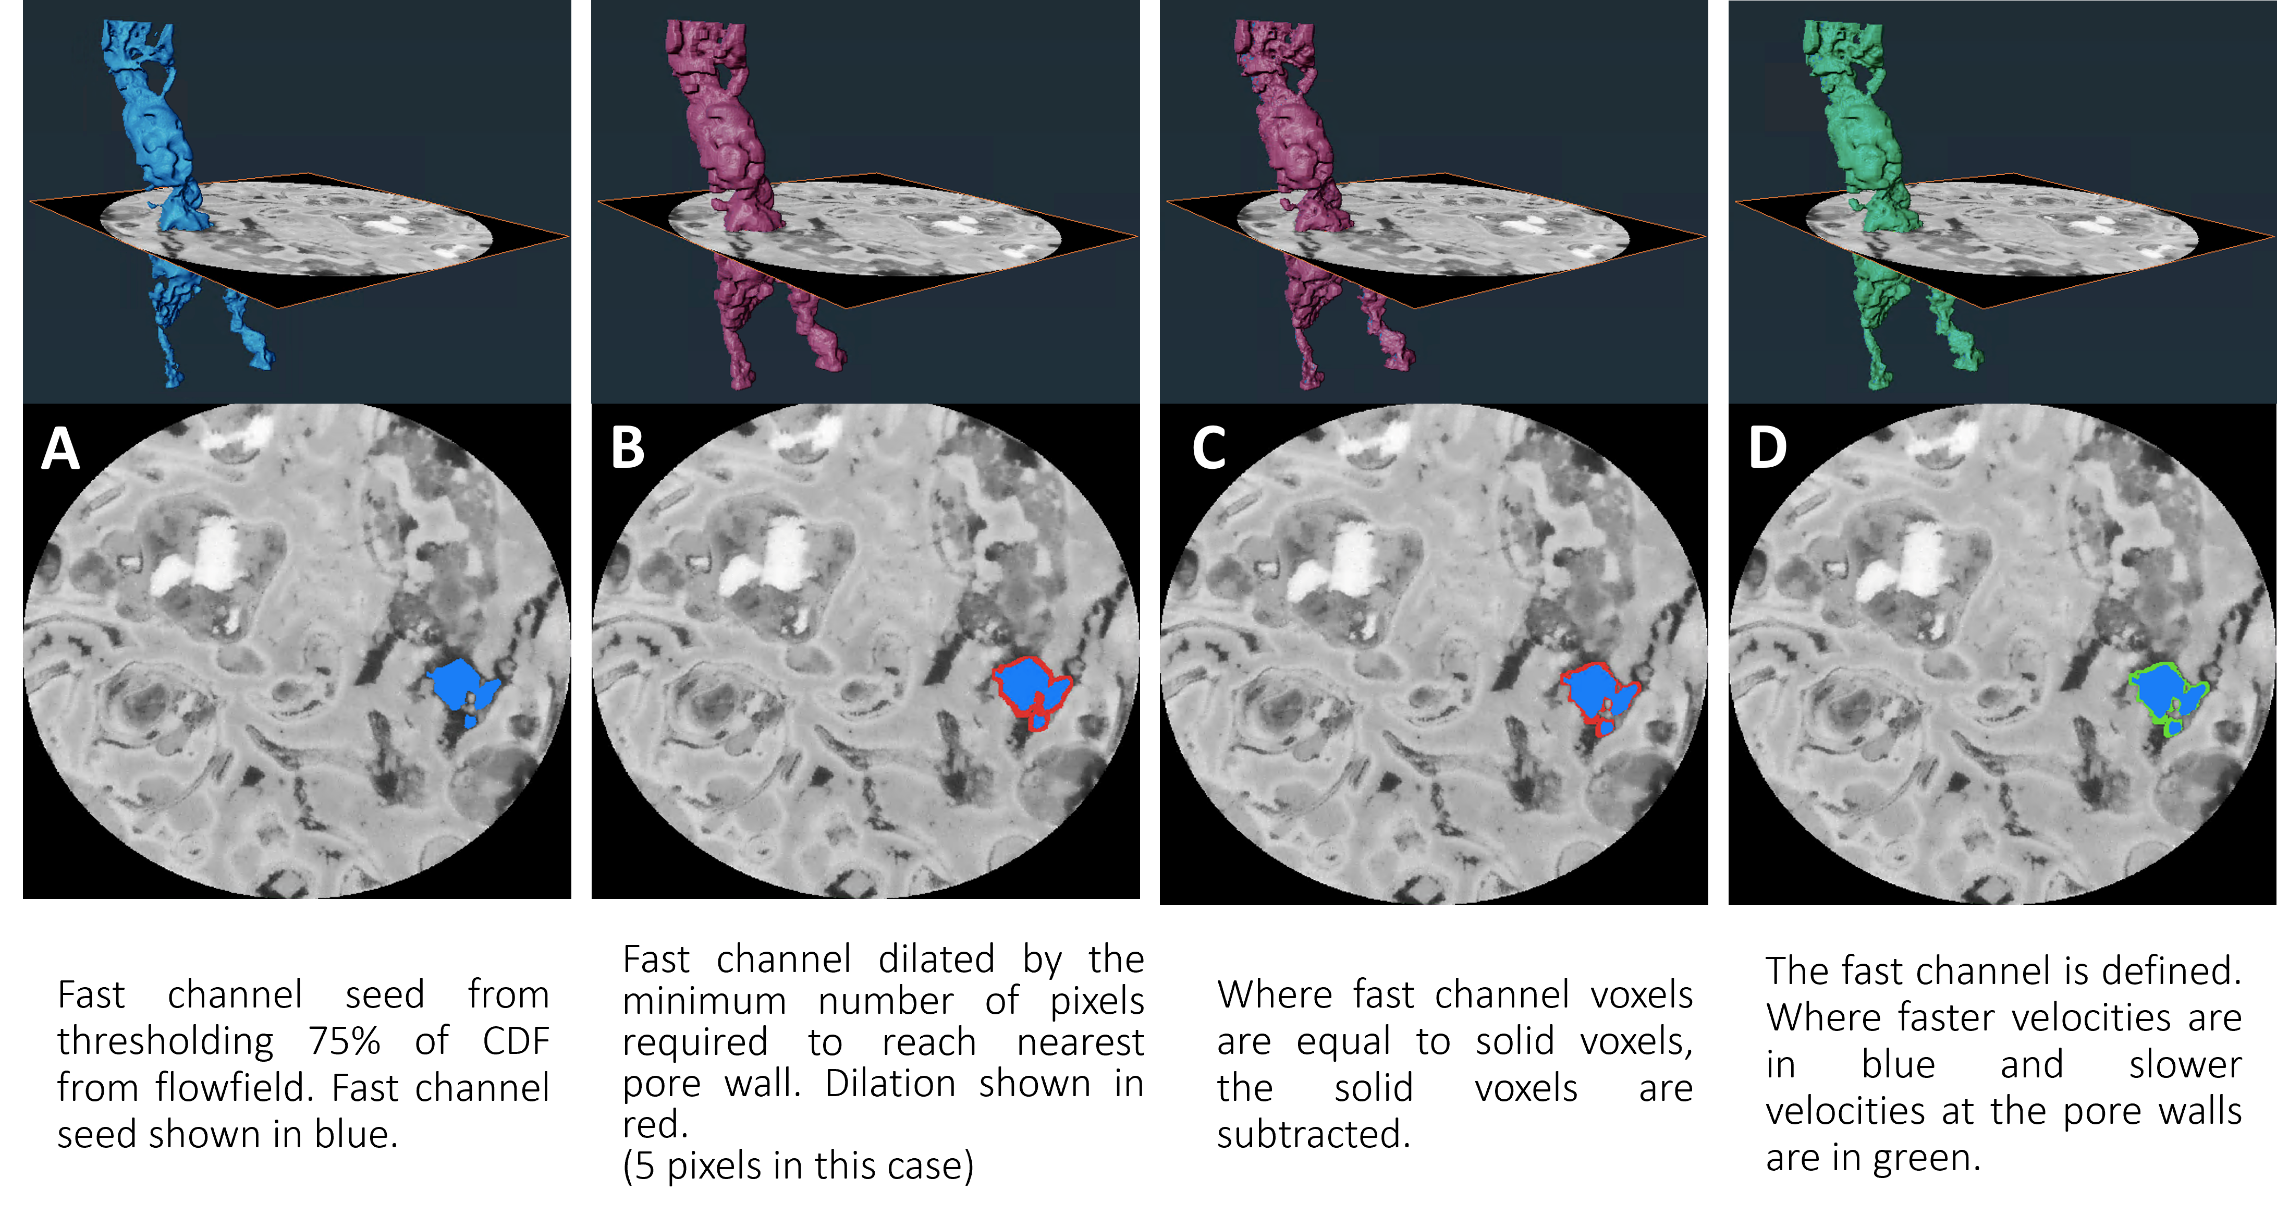 A
B
C
D
Fast channel seed from
thresholding 75% of CDF
from flowfield. Fast channel
seed shown in blue.
Fast channel dilated by the
minimum number of pixels
required to reach nearest
pore wall. Dilation shown in
red.
(5 pixels in this case)
Where fast channel voxels
are equal to solid voxels,
the solid voxels are
subtracted.
The fast channel is defined.
Where faster velocities are
in blue and slower
velocities at the pore walls
are in green.